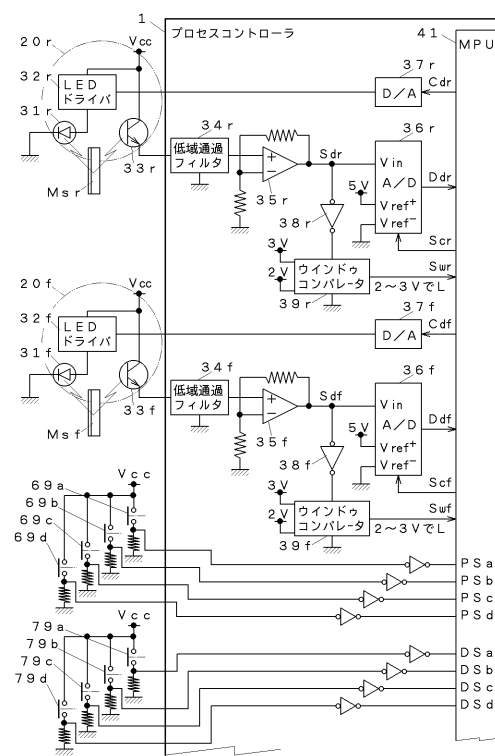 1
プロセスコントローラ
41
MPU
20r
Vcc
32r
LED
ドライバ
31r
33r
Msr
34r
低域通過
フィルタ
35r
Sdr
37r
D/A
Cdr
36r
Vin
A/D
Ddr
5V
Vref+
Vref-
Scr
38r
3V
2V
ウインドゥ
コンパレータ
39r
Swr
2〜3VでL
20f
Vcc
32f
LED
ドライバ
31f
33f
Msf
34f
低域通過
フィルタ
35f
Sdf
37f
D/A
Cdf
36f
Vin
A/D
Ddf
5V
Vref+
Vref-
Scf
38f
3V
2V
ウインドゥ
コンパレータ
39f
Swf
2〜3VでL
Vcc
69a
69b
69c
69d
PSa
PSb
PSc
PSd
Vcc
79a
79b
79c
79d
DSa
DSb
DSc
DSd